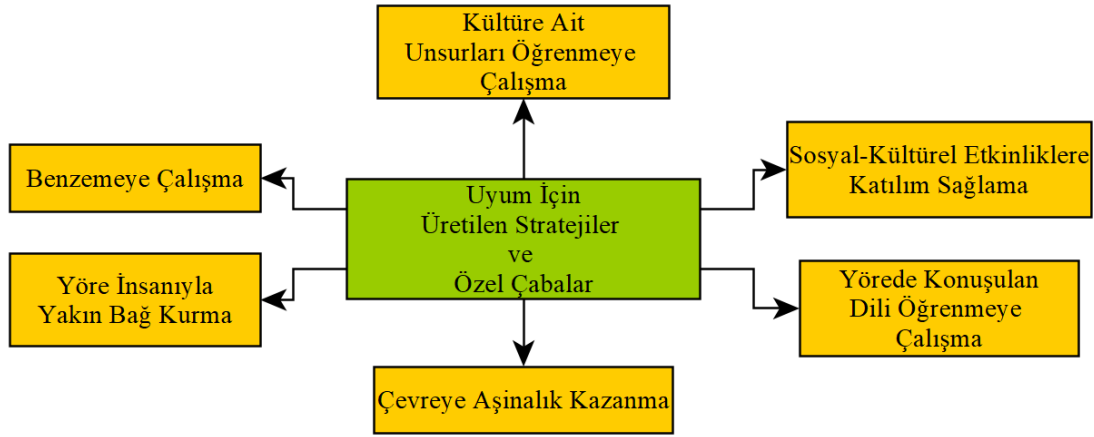 Kültüre Ait
Unsurları Öğrenmeye
Çalışma
Benzemeye Çalışma
Sosyal-Kültürel Etkinliklere
Katılım Sağlama
Uyum İçin
Üretilen Stratejiler
ve
Özel Çabalar
Yöre İnsanıyla
Yakın Bağ Kurma
Yörede Konuşulan
Dili Öğrenmeye
Çalışma
Çevreye Aşinalık Kazanma